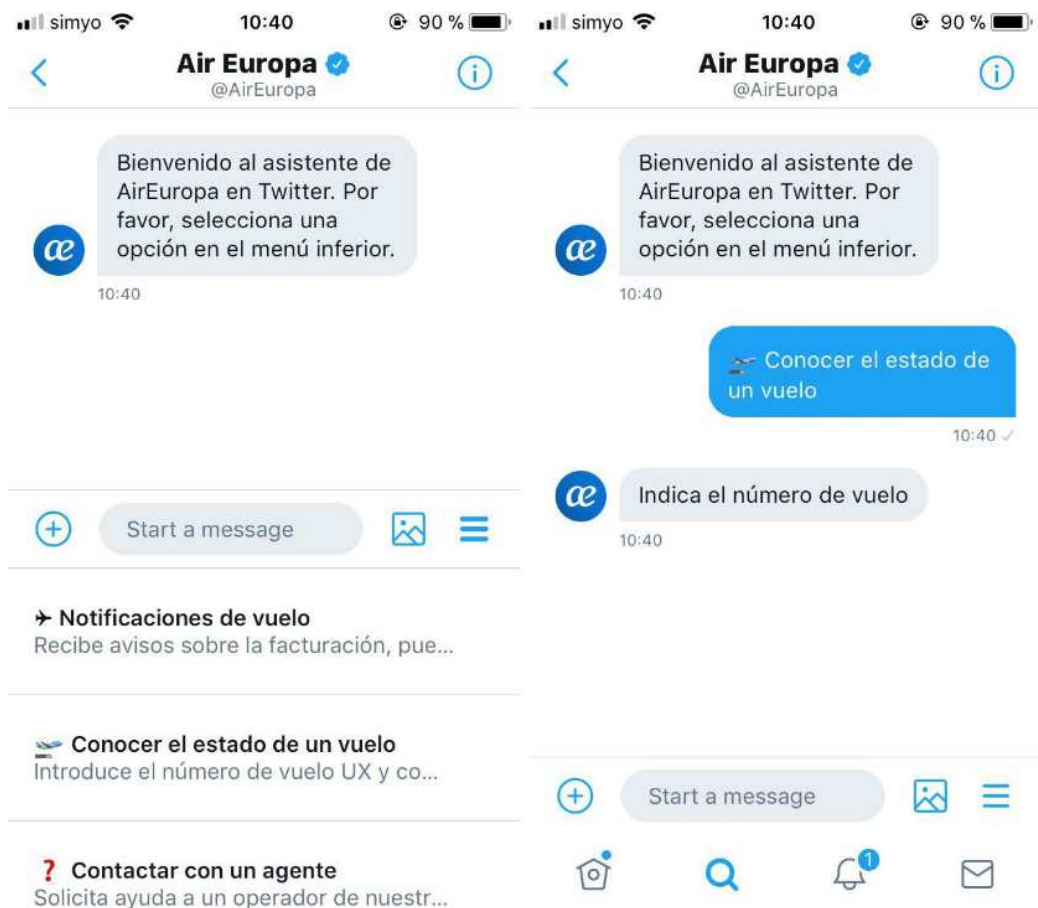 simyo 10:40 90 %
Air Europa
@AirEuropa
Bienvenido al asistente de
AirEuropa en Twitter. Por
favor, selecciona una
opción en el menú inferior.
æ
10:40
Start a message
Notificaciones de vuelo
Recibe avisos sobre la facturación, pue...
Conocer el estado de un vuelo
Introduce el número de vuelo UX y co...
❓ Contactar con un agente
Solicita ayuda a un operador de nuestr...
simyo 10:40 90 %
Air Europa
@AirEuropa
Bienvenido al asistente de
AirEuropa en Twitter. Por
favor, selecciona una
opción en el menú inferior.
æ
10:40
Conocer el estado de
un vuelo
10:40
æ
Indica el número de vuelo
10:40
Start a message
1